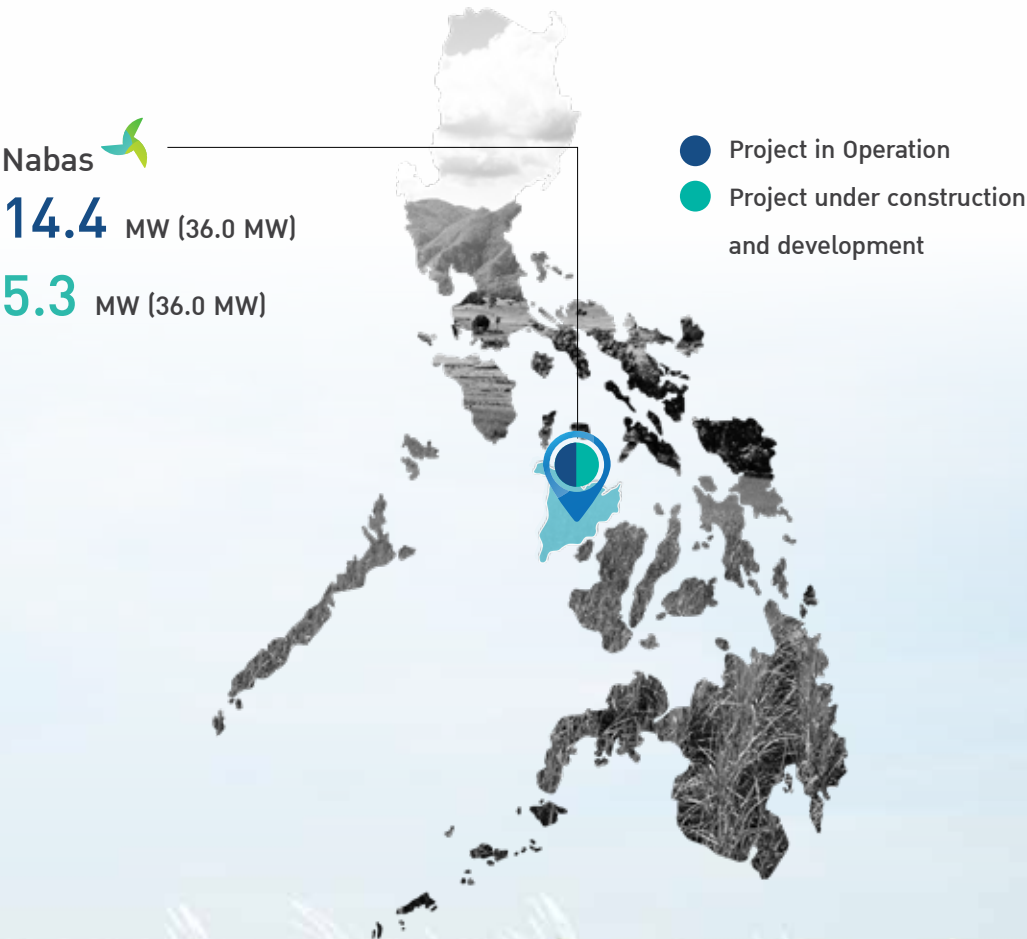 Nabas
14.4 MW (36.0 MW)
5.3 MW (36.0 MW)
Project in Operation
Project under construction
and development